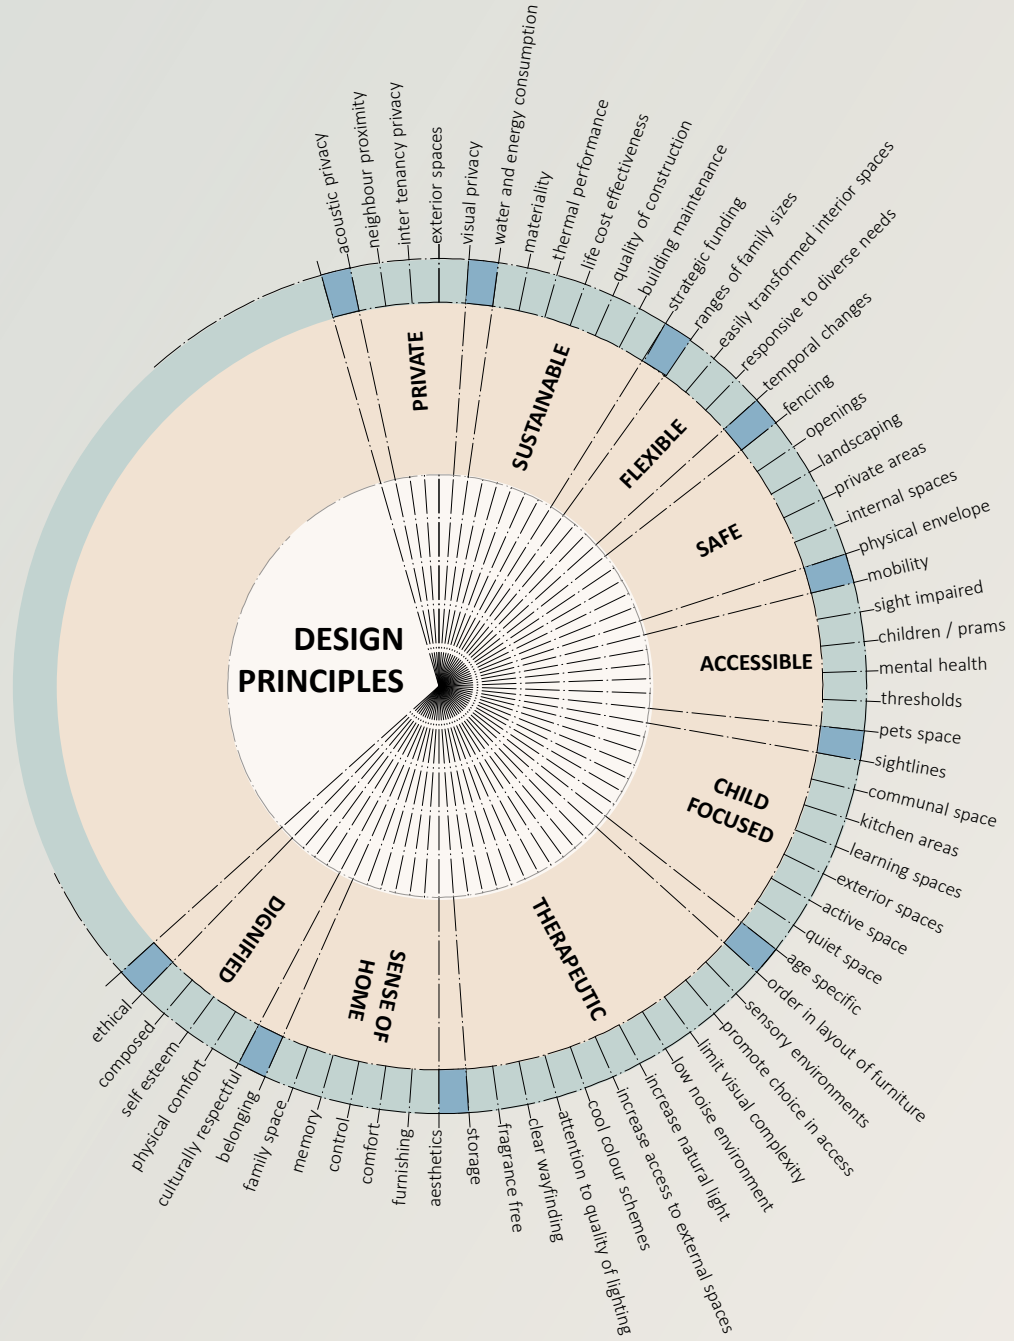 DESIGN
PRINCIPLES
PRIVATE
acoustic privacy
neighbour proximity
inter tenancy privacy
exterior spaces
visual privacy
SUSTAINABLE
water and energy consumption
materiality
thermal performance
life cost effectiveness
quality of construction
building maintenance
strategic funding
FLEXIBLE
ranges of family sizes
easily transformed interior spaces
responsive to diverse needs
temporal changes
SAFE
fencing
openings
landscaping
private areas
internal spaces
physical envelope
ACCESSIBLE
mobility
sight impaired
children / prams
mental health
thresholds
pets space
CHILD
FOCUSED
sightlines
communal space
kitchen areas
learning spaces
exterior spaces
active space
quiet space
age specific
THERAPEUTIC
order in layout of furniture
sensory environments
promote choice in access
limit visual complexity
low noise environment
increase natural light
increase access to external spaces
cool colour schemes
attention to quality of lighting
clear wayfinding
fragrance free
storage
SENSE OF
HOME
aesthetics
furnishing
comfort
control
memory
family space
belonging
DIGNIFIED
culturally respectful
physical comfort
self esteem
composed
ethical